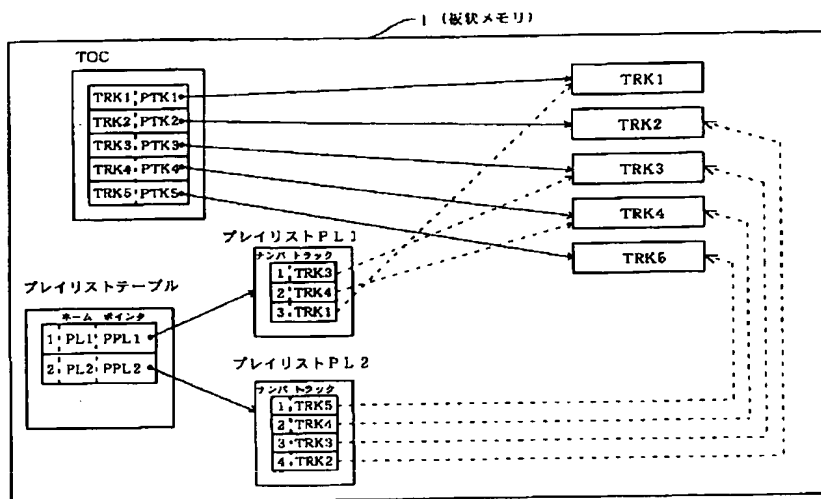 1 (板状メモリ)
TOC
TRK1 PTK1
TRK2 PTK2
TRK3 PTK3
TRK4 PTK4
TRK5 PTK5
TRK1
TRK2
TRK3
TRK4
TRK5
プレイリストPL1
ナンバ トラック
1 TRK3
2 TRK4
3 TRK1
プレイリストテーブル
ネーム ポインタ
1 PL1 PPL1
2 PL2 PPL2
プレイリストPL2
ナンバ トラック
1 TRK5
2 TRK4
3 TRK3
4 TRK2